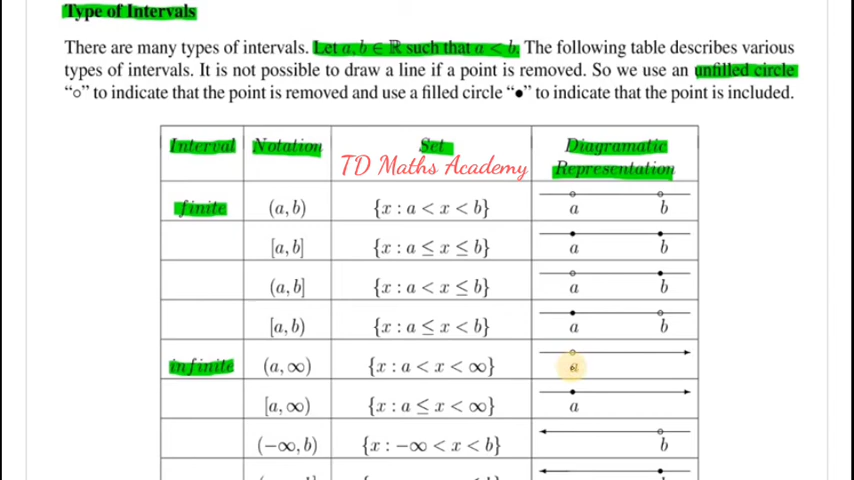 Type of Intervals
There are many types of intervals. Let a, b ∈ ℝ such that a < b. The following table describes various
types of intervals. It is not possible to draw a line if a point is removed. So we use an unfilled circle
“○” to indicate that the point is removed and use a filled circle “●” to indicate that the point is included.
Interval Notation Set Diagramatic
TD Maths Academy Representation
finite (a, b) {x : a < x < b} a b
[a, b] {x : a ≤ x ≤ b} a b
(a, b] {x : a < x ≤ b} a b
[a, b) {x : a ≤ x < b} a b
infinite (a, ∞) {x : a < x < ∞} a
[a, ∞) {x : a ≤ x < ∞} a
(−∞, b) {x : −∞ < x < b} b